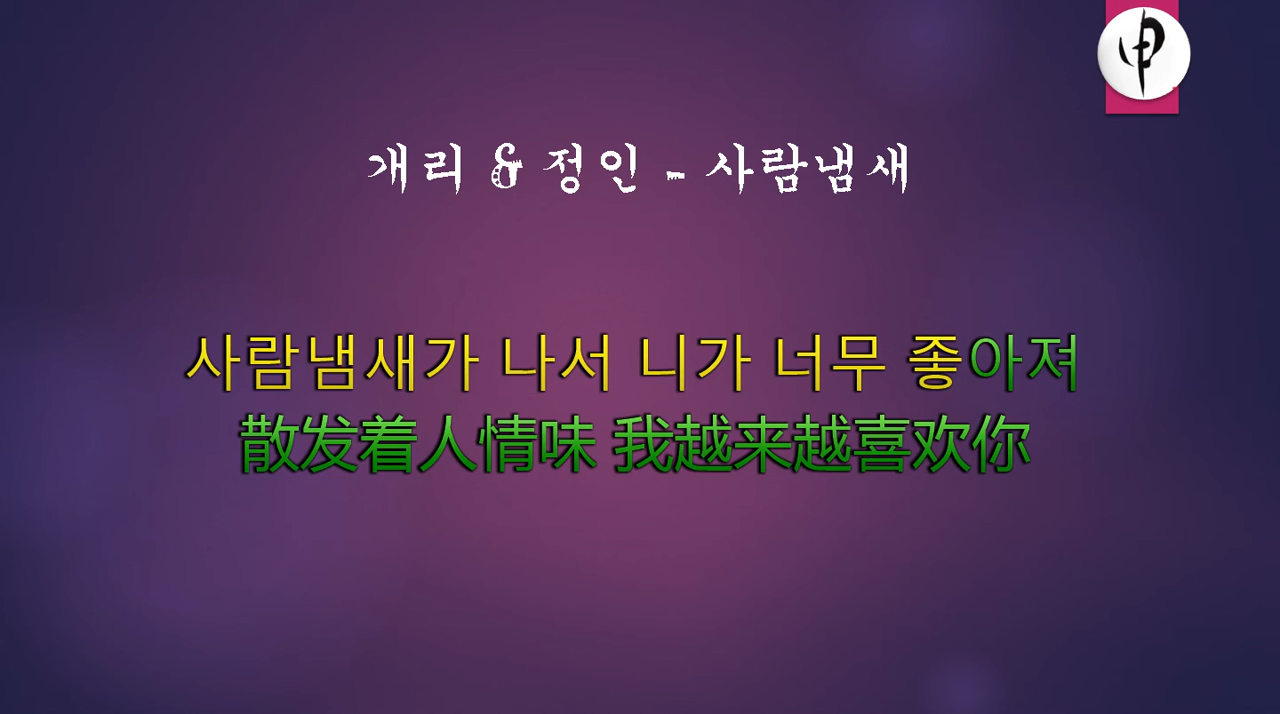 개리 & 정인 - 사람냄새
사람냄새가 나서 니가 너무 좋아져
散发着人情味 我越来越喜欢你